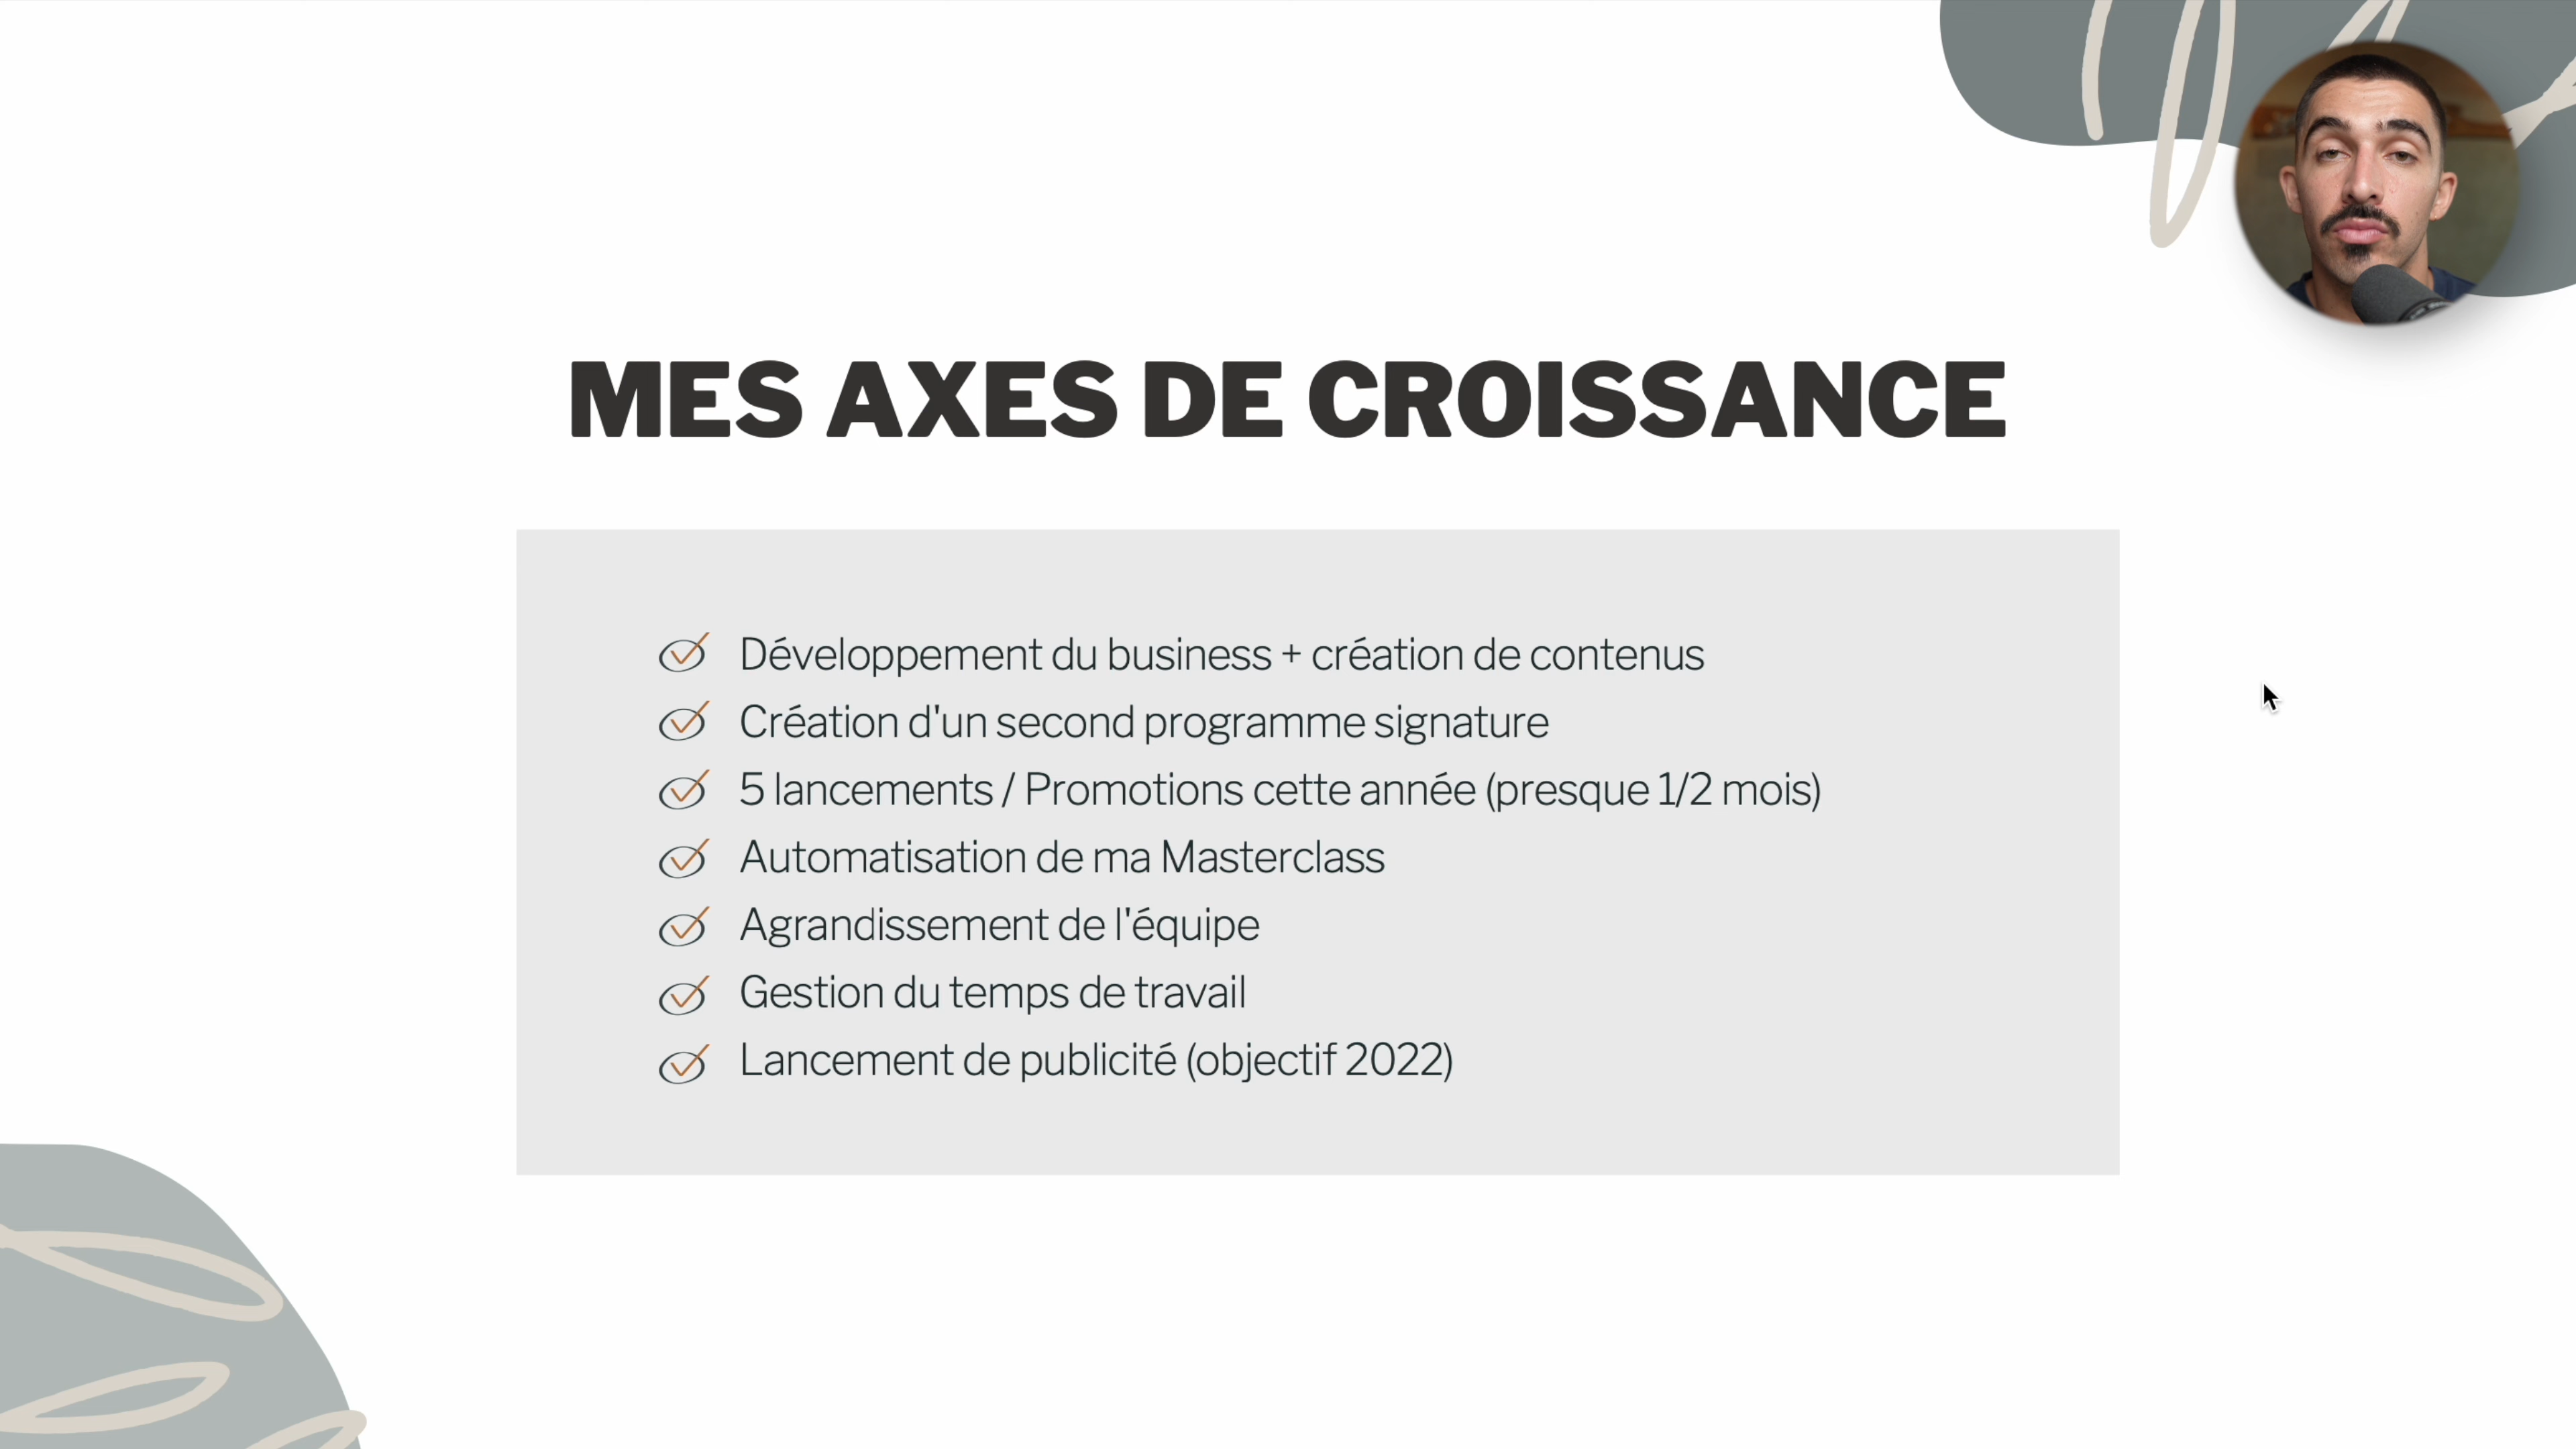 MES AXES DE CROISSANCE
Développement du business + création de contenus
Création d'un second programme signature
5 lancements / Promotions cette année (presque 1/2 mois)
Automatisation de ma Masterclass
Agrandissement de l'équipe
Gestion du temps de travail
Lancement de publicité (objectif 2022)